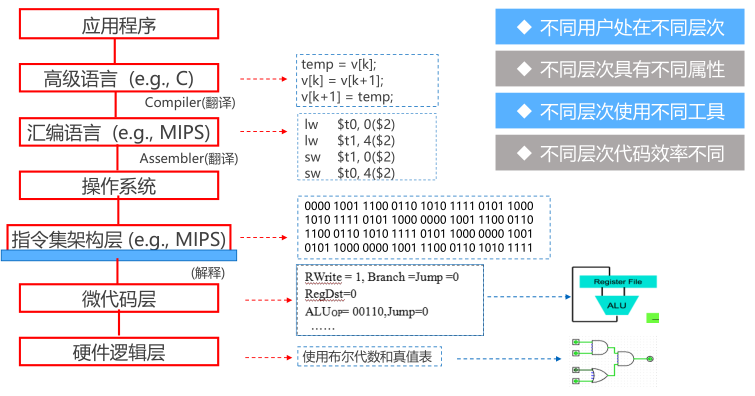 应用程序
高级语言 (e.g., C)
temp = v[k];
v[k] = v[k+1];
v[k+1] = temp;
Compiler(翻译)
汇编语言 (e.g., MIPS)
lw $t0, 0($2)
lw $t1, 4($2)
sw $t1, 0($2)
sw $t0, 4($2)
Assembler(翻译)
操作系统
指令集架构层 (e.g., MIPS)
0000 1001 1100 0110 1010 1111 0101 1000
1010 1111 0101 1000 0000 1001 1100 0110
1100 0110 1010 1111 0101 1000 0000 1001
0101 1000 0000 1001 1100 0110 1010 1111
(解释)
微代码层
RWrite = 1, Branch =Jump =0
RegDst=0
ALUOP= 00110,Jump=0
……
Register File
ALU
硬件逻辑层
使用布尔代数和真值表
◆ 不同用户处在不同层次
◆ 不同层次具有不同属性
◆ 不同层次使用不同工具
◆ 不同层次代码效率不同